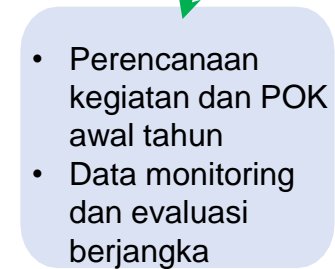 • Perencanaan
kegiatan dan POK
awal tahun
• Data monitoring
dan evaluasi
berjangka